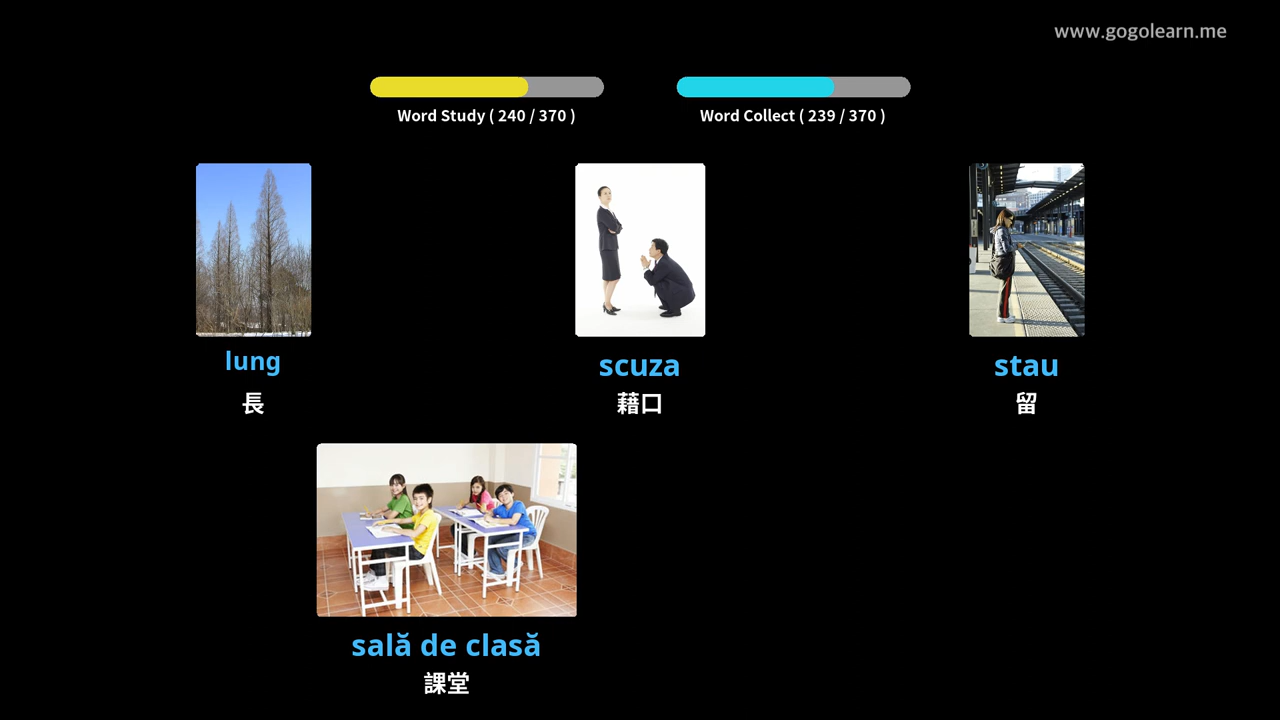 www.gogolearn.me
Word Study ( 240 / 370 )
Word Collect ( 239 / 370 )
lung
長
scuza
藉口
stau
留
sală de clasă
課堂